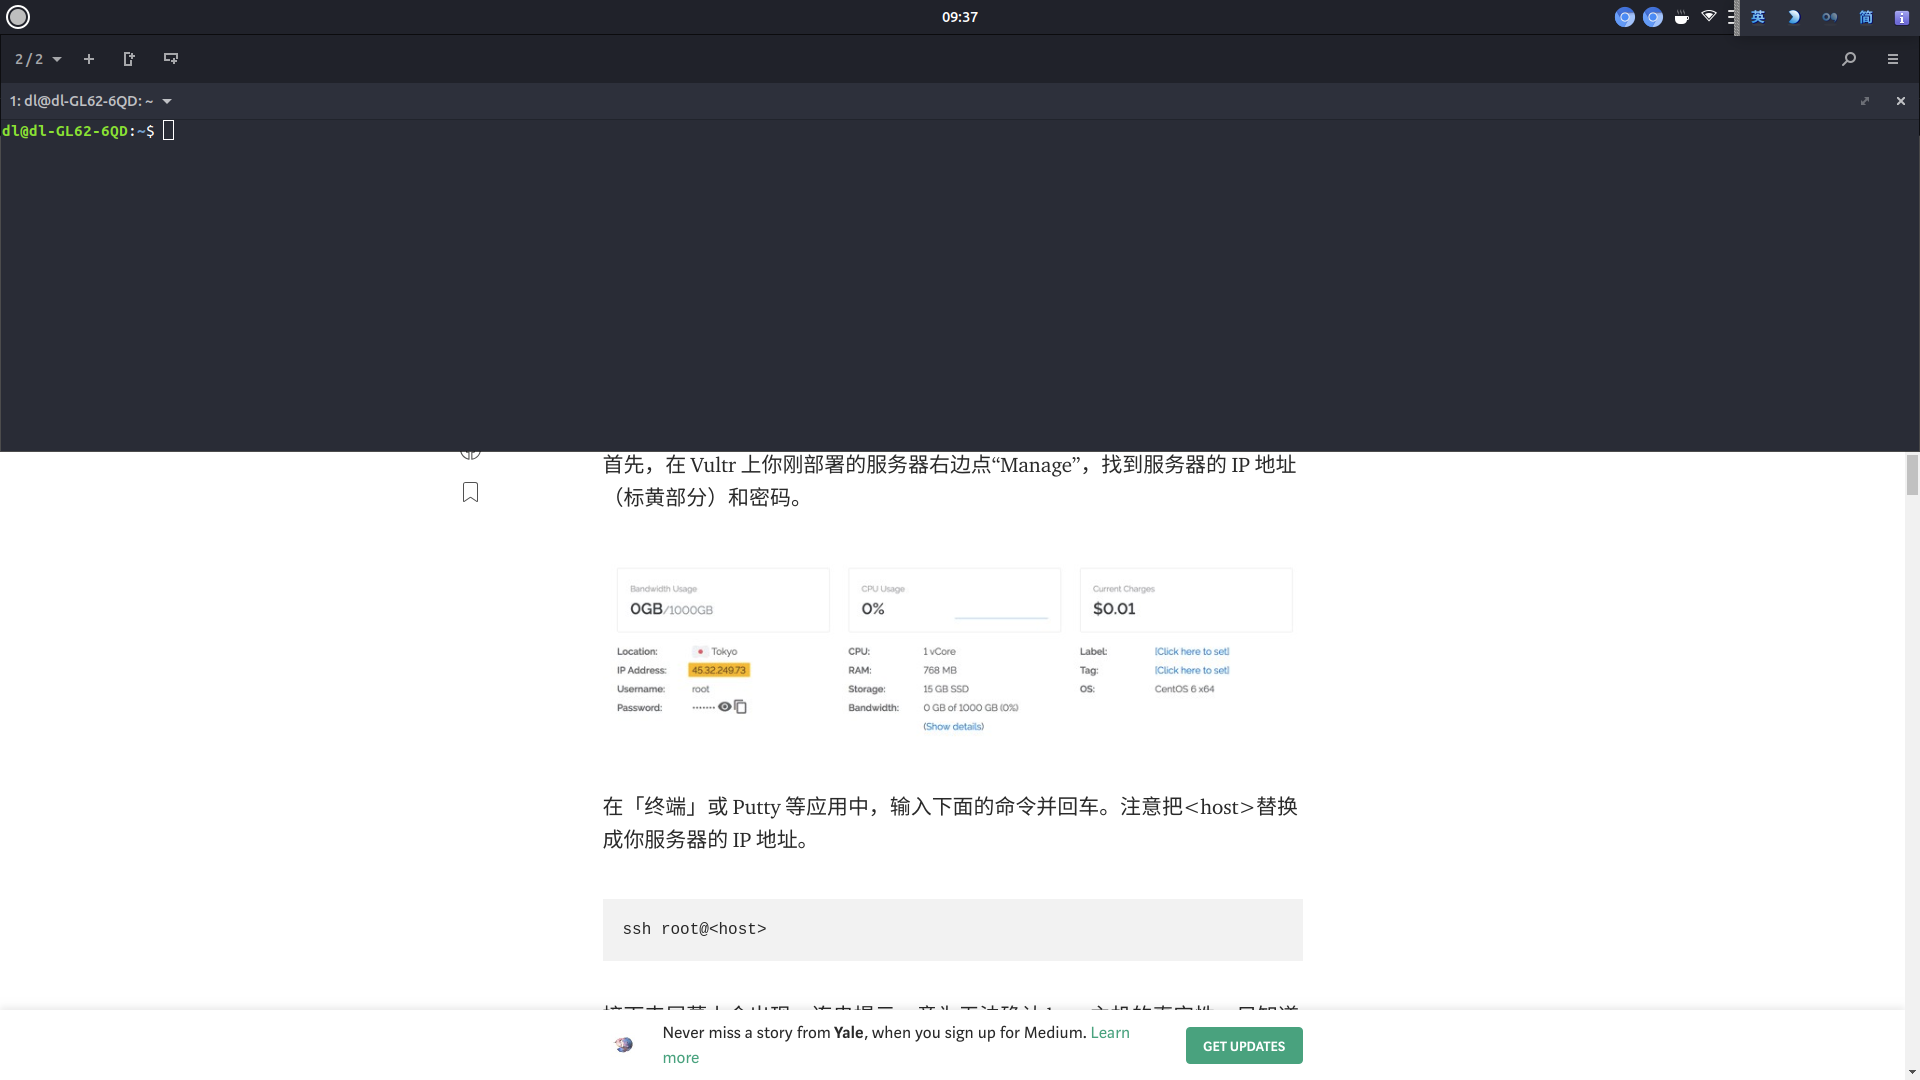 09:37
英
简
2 / 2
1: dl@dl-GL62-6QD: ~
dl@dl-GL62-6QD:~$
首先，在 Vultr 上你刚部署的服务器右边点“Manage”，找到服务器的 IP 地址
（标黄部分）和密码。
Bandwidth Usage
0GB/1000GB
CPU Usage
0%
Current Charges
$0.01
Location: Tokyo
IP Address: 45.32.249.73
Username: root
Password: ·······
CPU: 1 vCore
RAM: 768 MB
Storage: 15 GB SSD
Bandwidth: 0 GB of 1000 GB (0%)
(Show details)
Label: [Click here to set]
Tag: [Click here to set]
OS: CentOS 6 x64
在「终端」或 Putty 等应用中，输入下面的命令并回车。注意把<host>替换
成你服务器的 IP 地址。
ssh root@<host>
Never miss a story from Yale, when you sign up for Medium. Learn
more
GET UPDATES